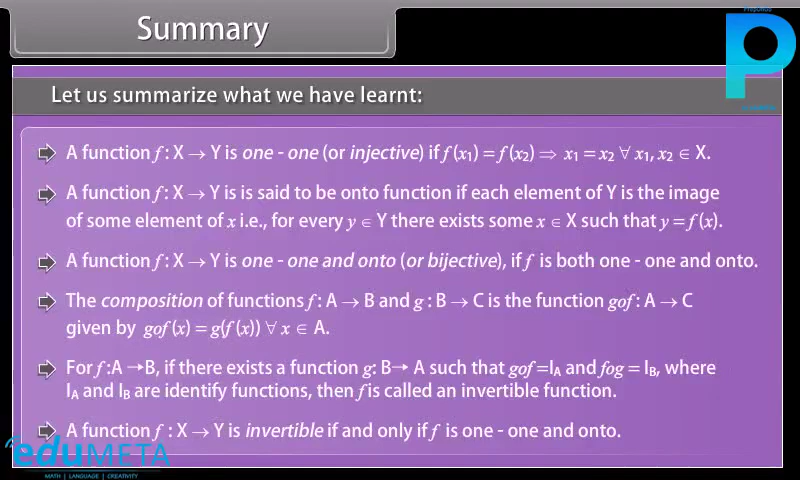 Summary
Let us summarize what we have learnt:
A function f : X → Y is one - one (or injective) if f (x₁) = f (x₂) ⇒ x₁ = x₂ ∀ x₁, x₂ ∈ X.
A function f : X → Y is is said to be onto function if each element of Y is the image
of some element of x i.e., for every y ∈ Y there exists some x ∈ X such that y = f (x).
A function f : X → Y is one - one and onto (or bijective), if f is both one - one and onto.
The composition of functions f : A → B and g : B → C is the function gof : A → C
given by gof (x) = g(f (x)) ∀ x ∈ A.
For f :A →B, if there exists a function g: B→ A such that gof =I_A and fog = I_B, where
I_A and I_B are identify functions, then f is called an invertible function.
A function f : X → Y is invertible if and only if f is one - one and onto.
eduMETA
MATH | LANGUAGE | CREATIVITY
P